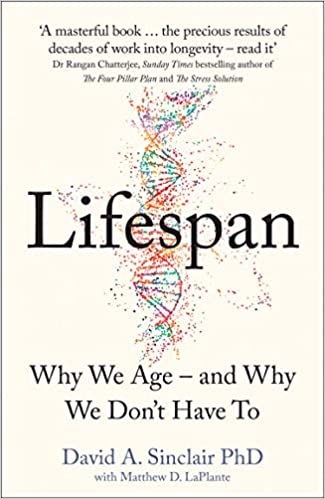 ‘A masterful book … the precious results of
decades of work into longevity – read it’
Dr Rangan Chatterjee, Sunday Times bestselling author of
The Four Pillar Plan and The Stress Solution
Lifespan
Why We Age – and Why
We Don’t Have To
David A. Sinclair PhD
with Matthew D. LaPlante